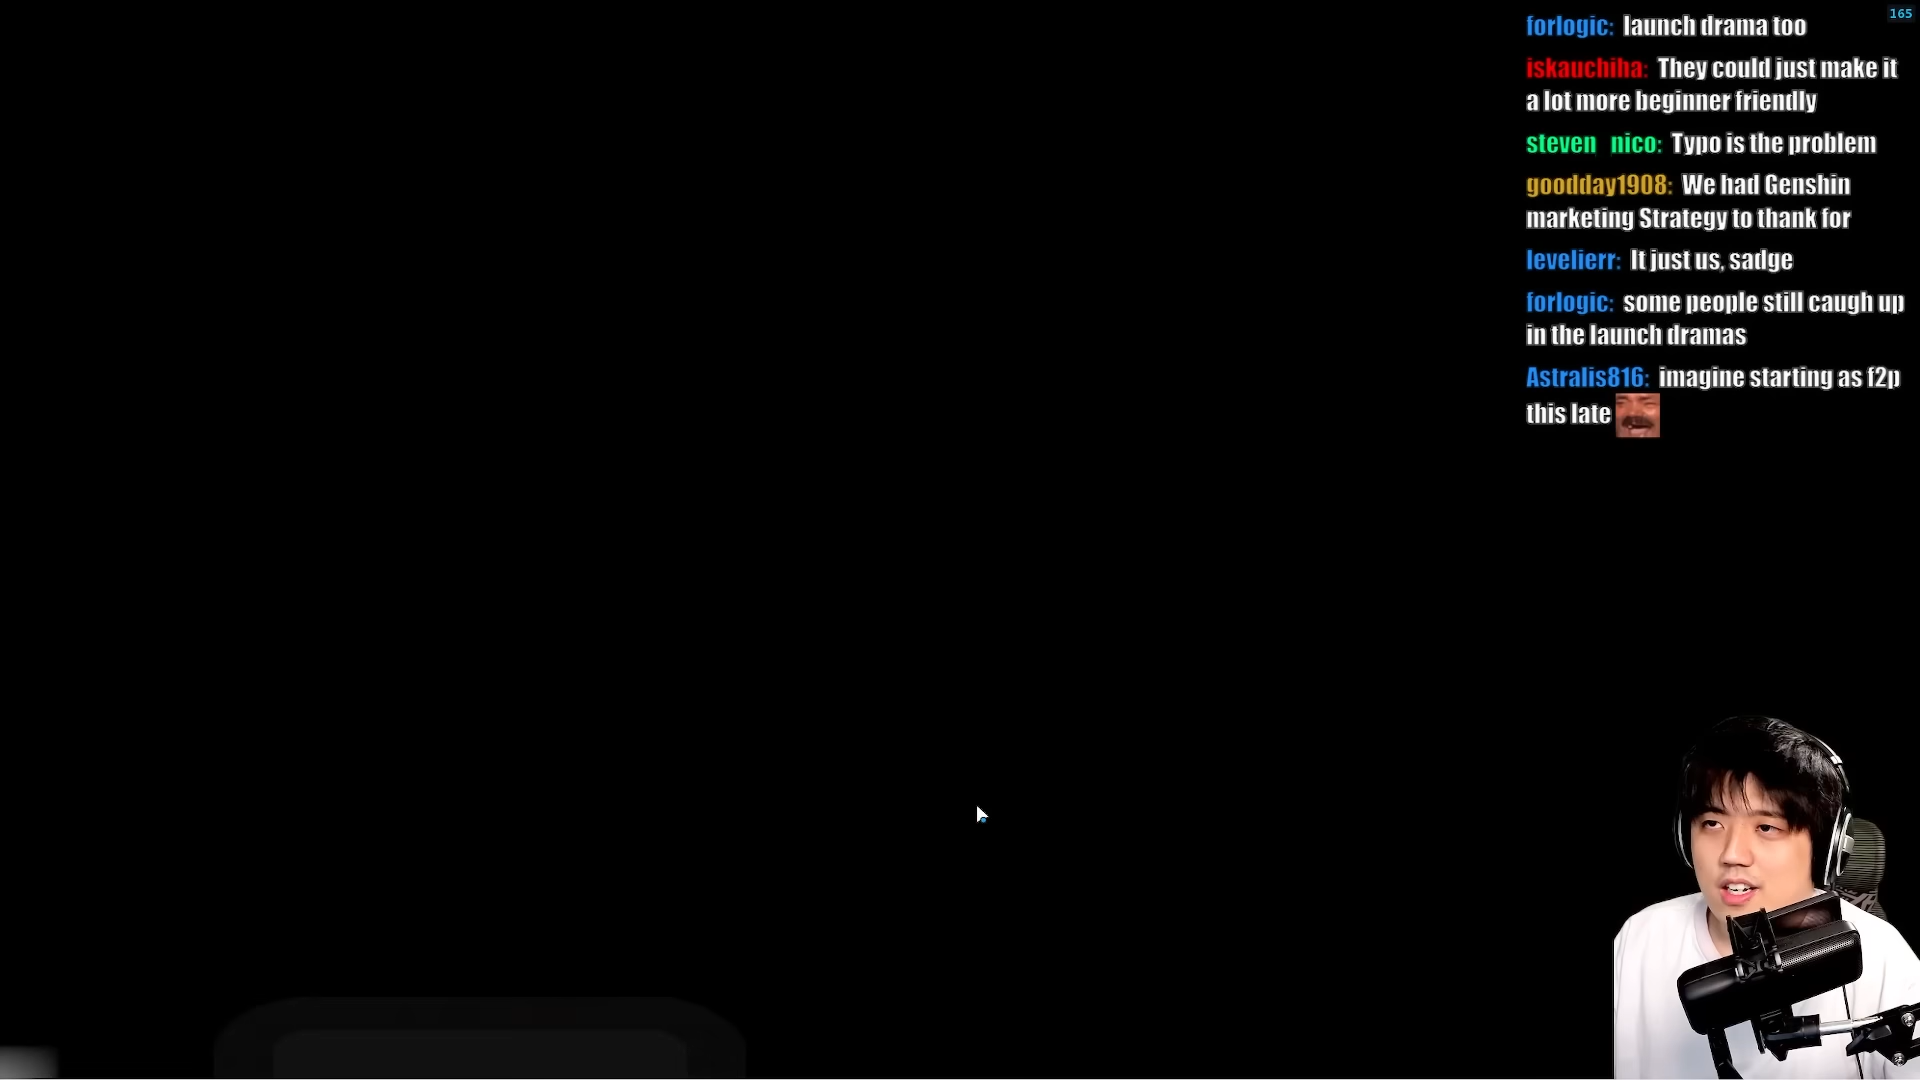 165
forlogic: launch drama too
iskauchiha: They could just make it
a lot more beginner friendly
steven_nico: Typo is the problem
goodday1908: We had Genshin
marketing Strategy to thank for
levelierr: It just us, sadge
forlogic: some people still caugh up
in the launch dramas
Astralis816: imagine starting as f2p
this late